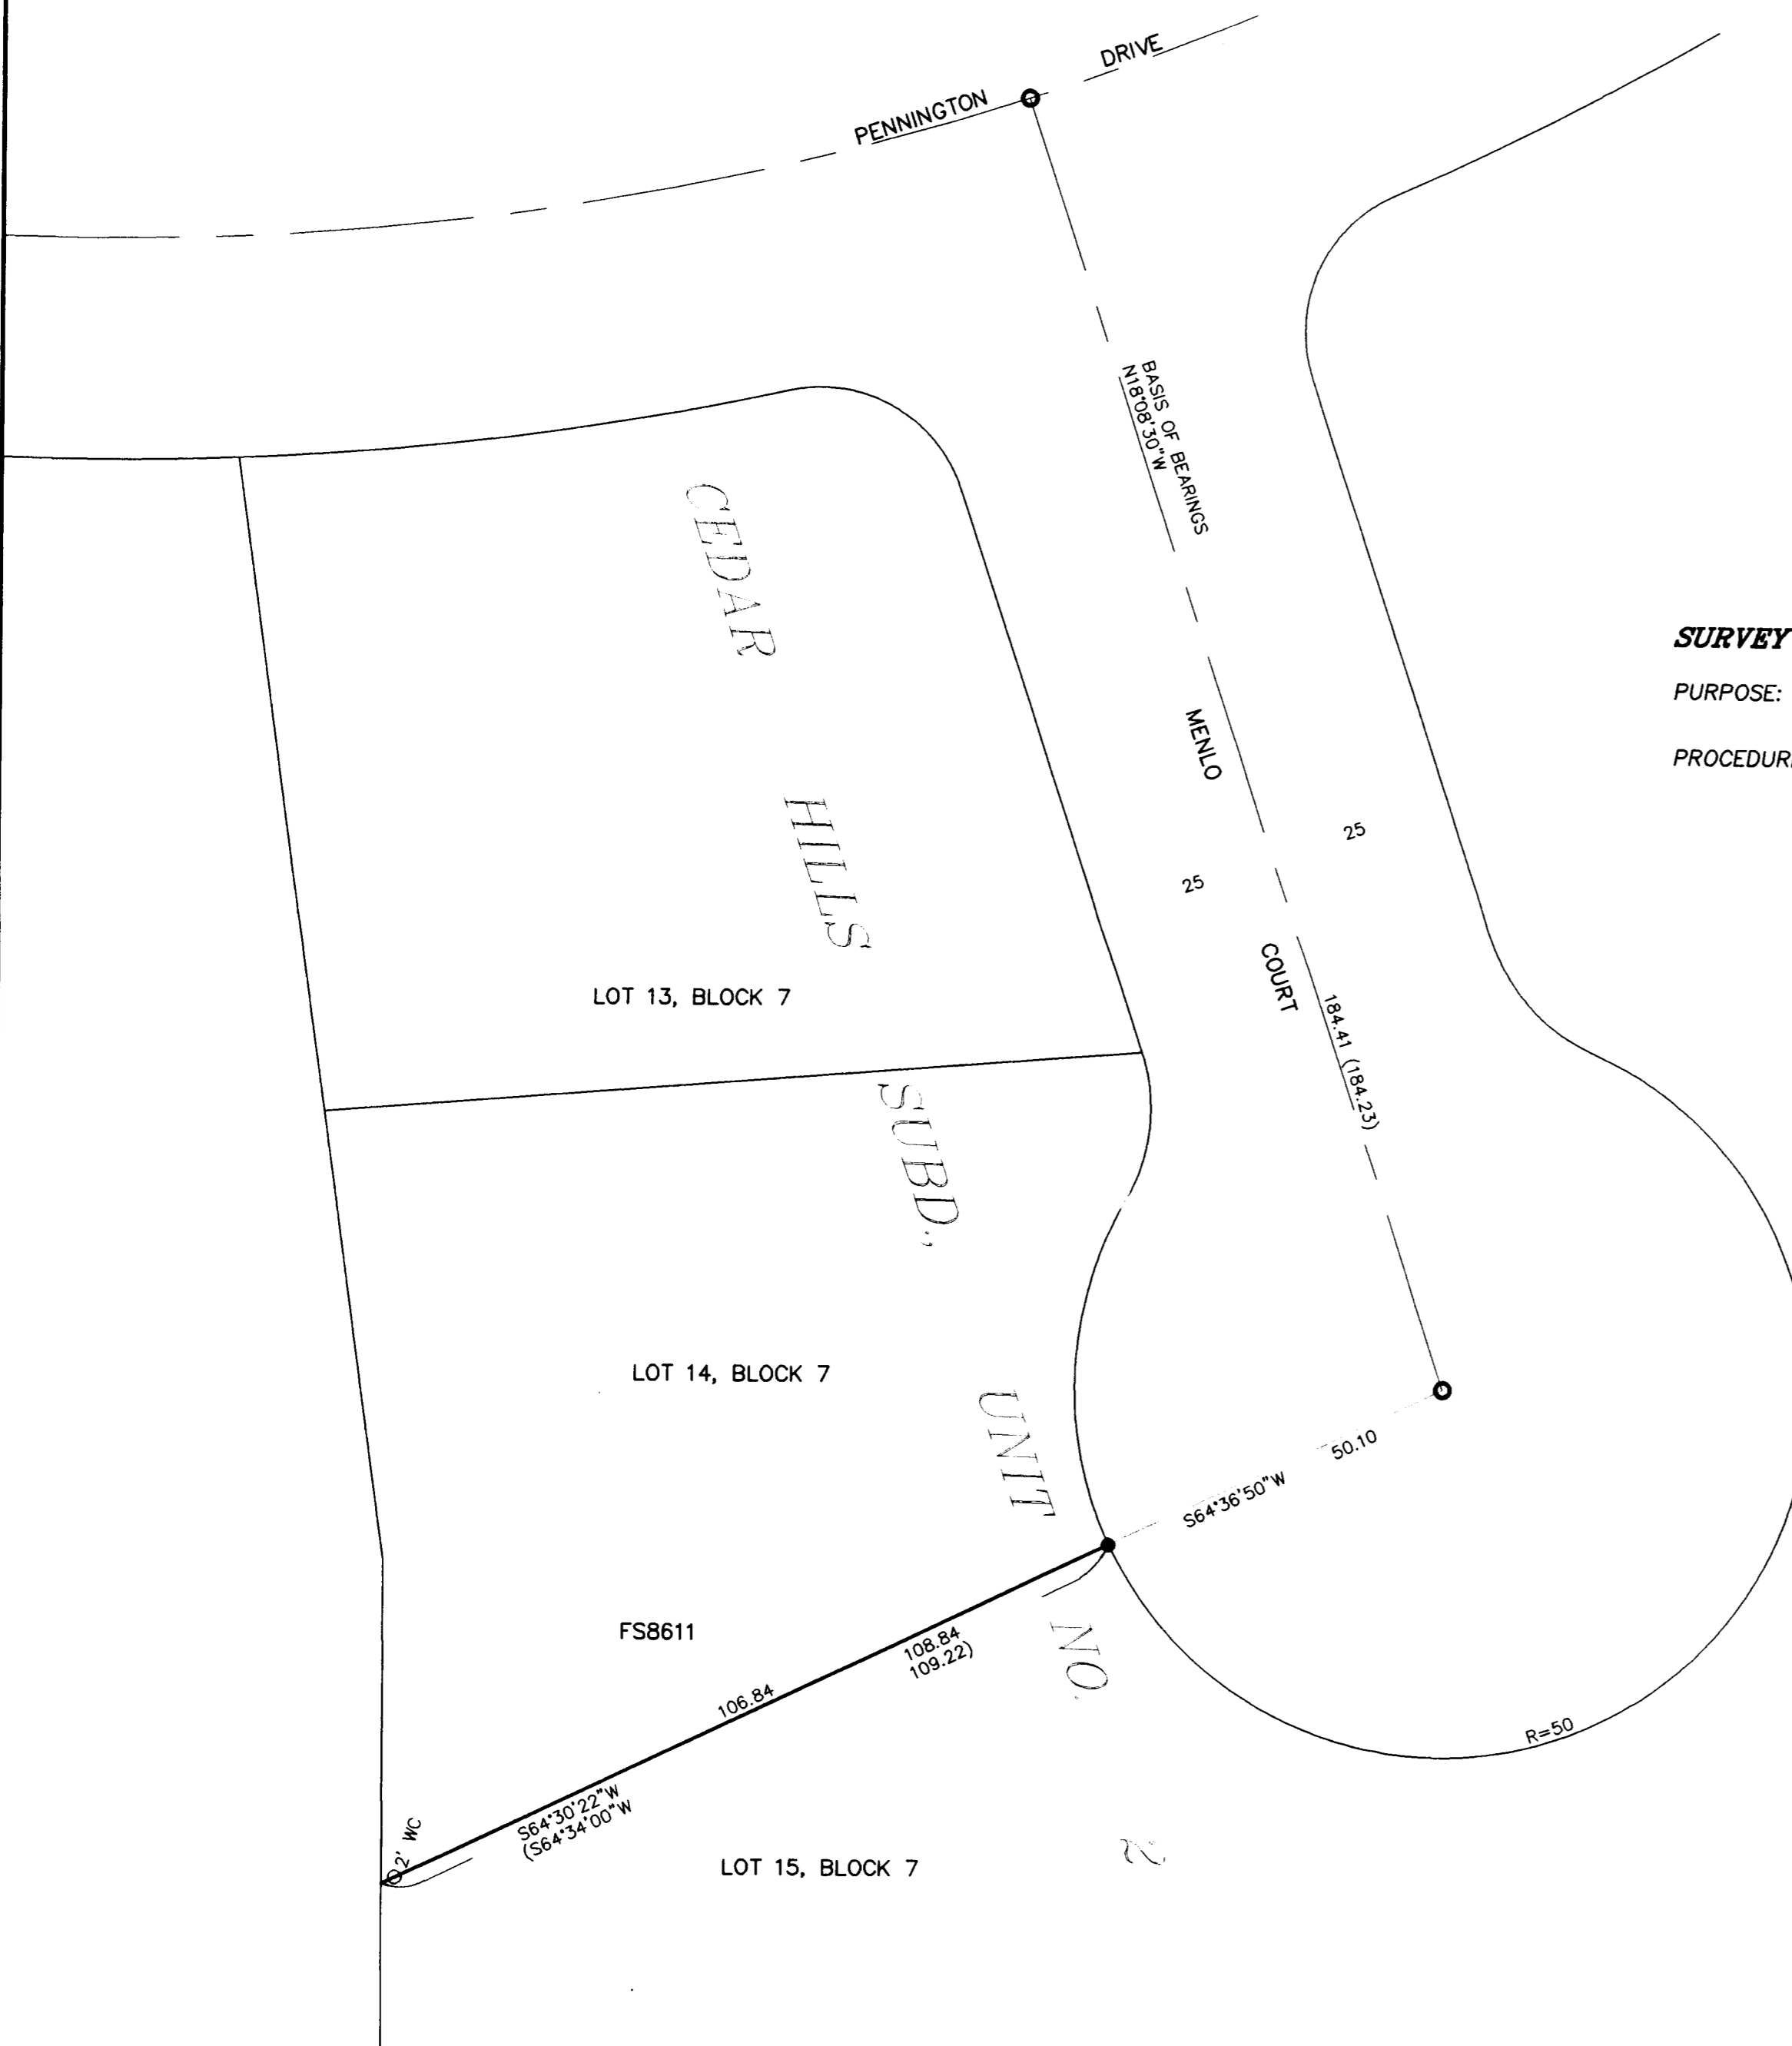 PENNINGTON DRIVE
BASIS OF BEARINGS
N18°08'30"W
CEDAR HILLS SUBD., UNIT NO. 2
SURVEY
PURPOSE:
PROCEDUR
MENLO COURT
25
25
LOT 13, BLOCK 7
184.41 (184.23)
LOT 14, BLOCK 7
50.10
S64°36'50"W
FS8611
108.84
109.22)
106.84
R=50
S64°30'22"W
(S64°34'00"W
2' WC
LOT 15, BLOCK 7